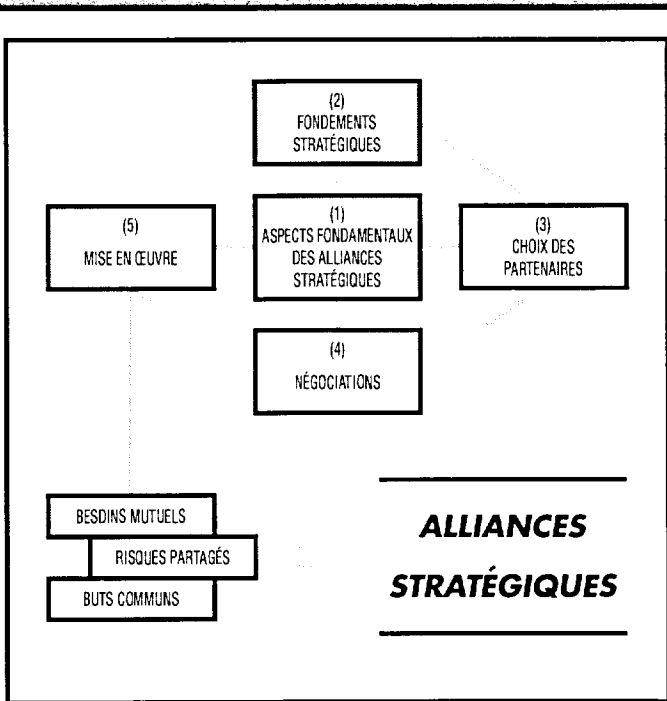 (2)
FONDEMENTS
STRATÉGIQUES
(5)
MISE EN ŒUVRE
(1)
ASPECTS FONDAMENTAUX
DES ALLIANCES
STRATÉGIQUES
(3)
CHOIX DES
PARTENAIRES
(4)
NÉGOCIATIONS
BESDINS MUTUELS
RISQUES PARTAGÉS
BUTS COMMUNS
ALLIANCES
STRATÉGIQUES